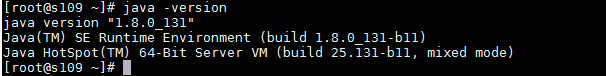 [root@s109 ~]# java -version
java version "1.8.0_131"
Java(TM) SE Runtime Environment (build 1.8.0_131-b11)
Java HotSpot(TM) 64-Bit Server VM (build 25.131-b11, mixed mode)
[root@s109 ~]#